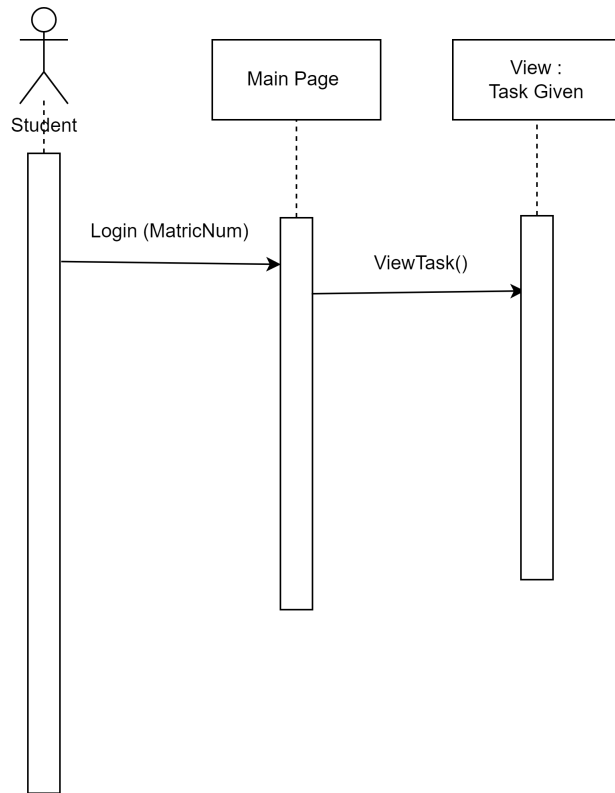 Student
Main Page
View :
Task Given
Login (MatricNum)
ViewTask()